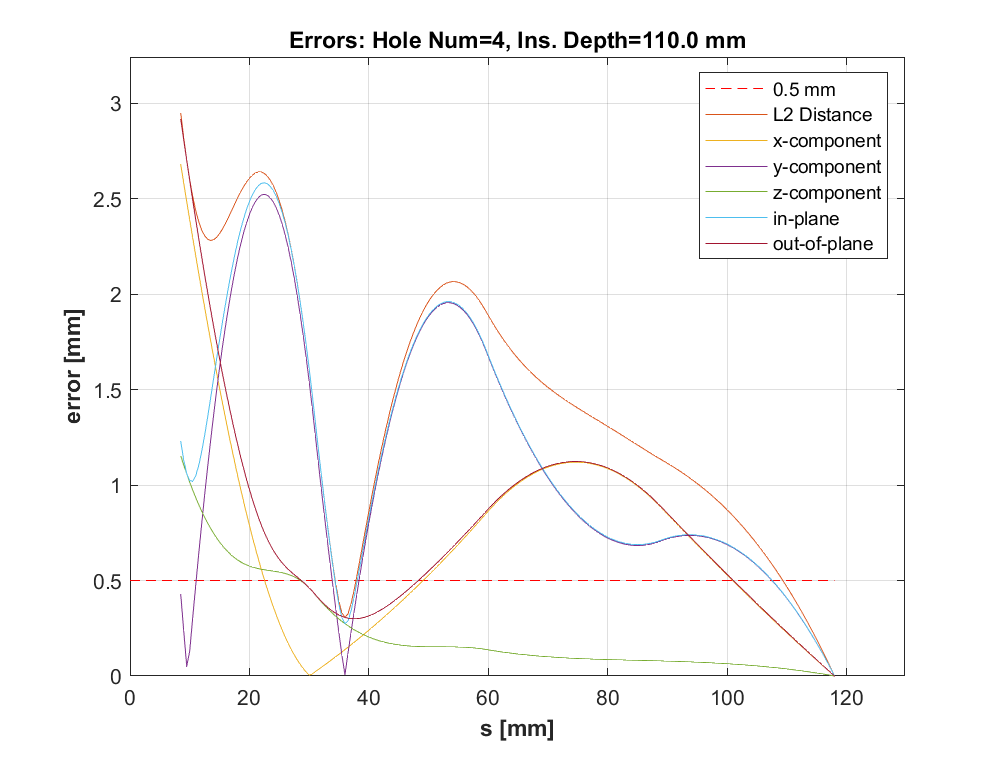 Errors: Hole Num=4, Ins. Depth=110.0 mm
3
2.5
2
1.5
1
0.5
0
error [mm]
0.5 mm
L2 Distance
x-component
y-component
z-component
in-plane
out-of-plane
0
20
40
60
80
100
120
s [mm]